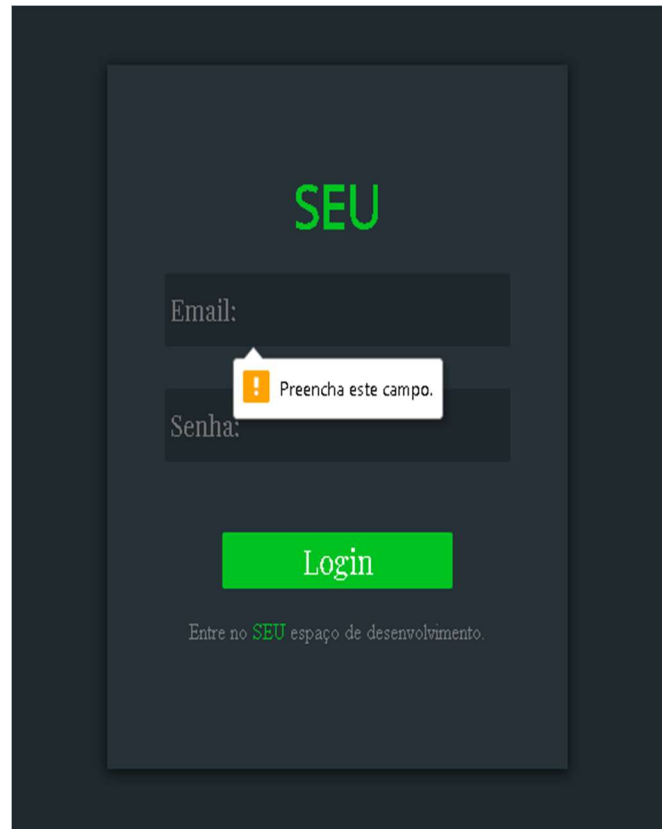 SEU
Email:
! Preencha este campo.
Senha:
Login
Entre no SEU espaço de desenvolvimento.